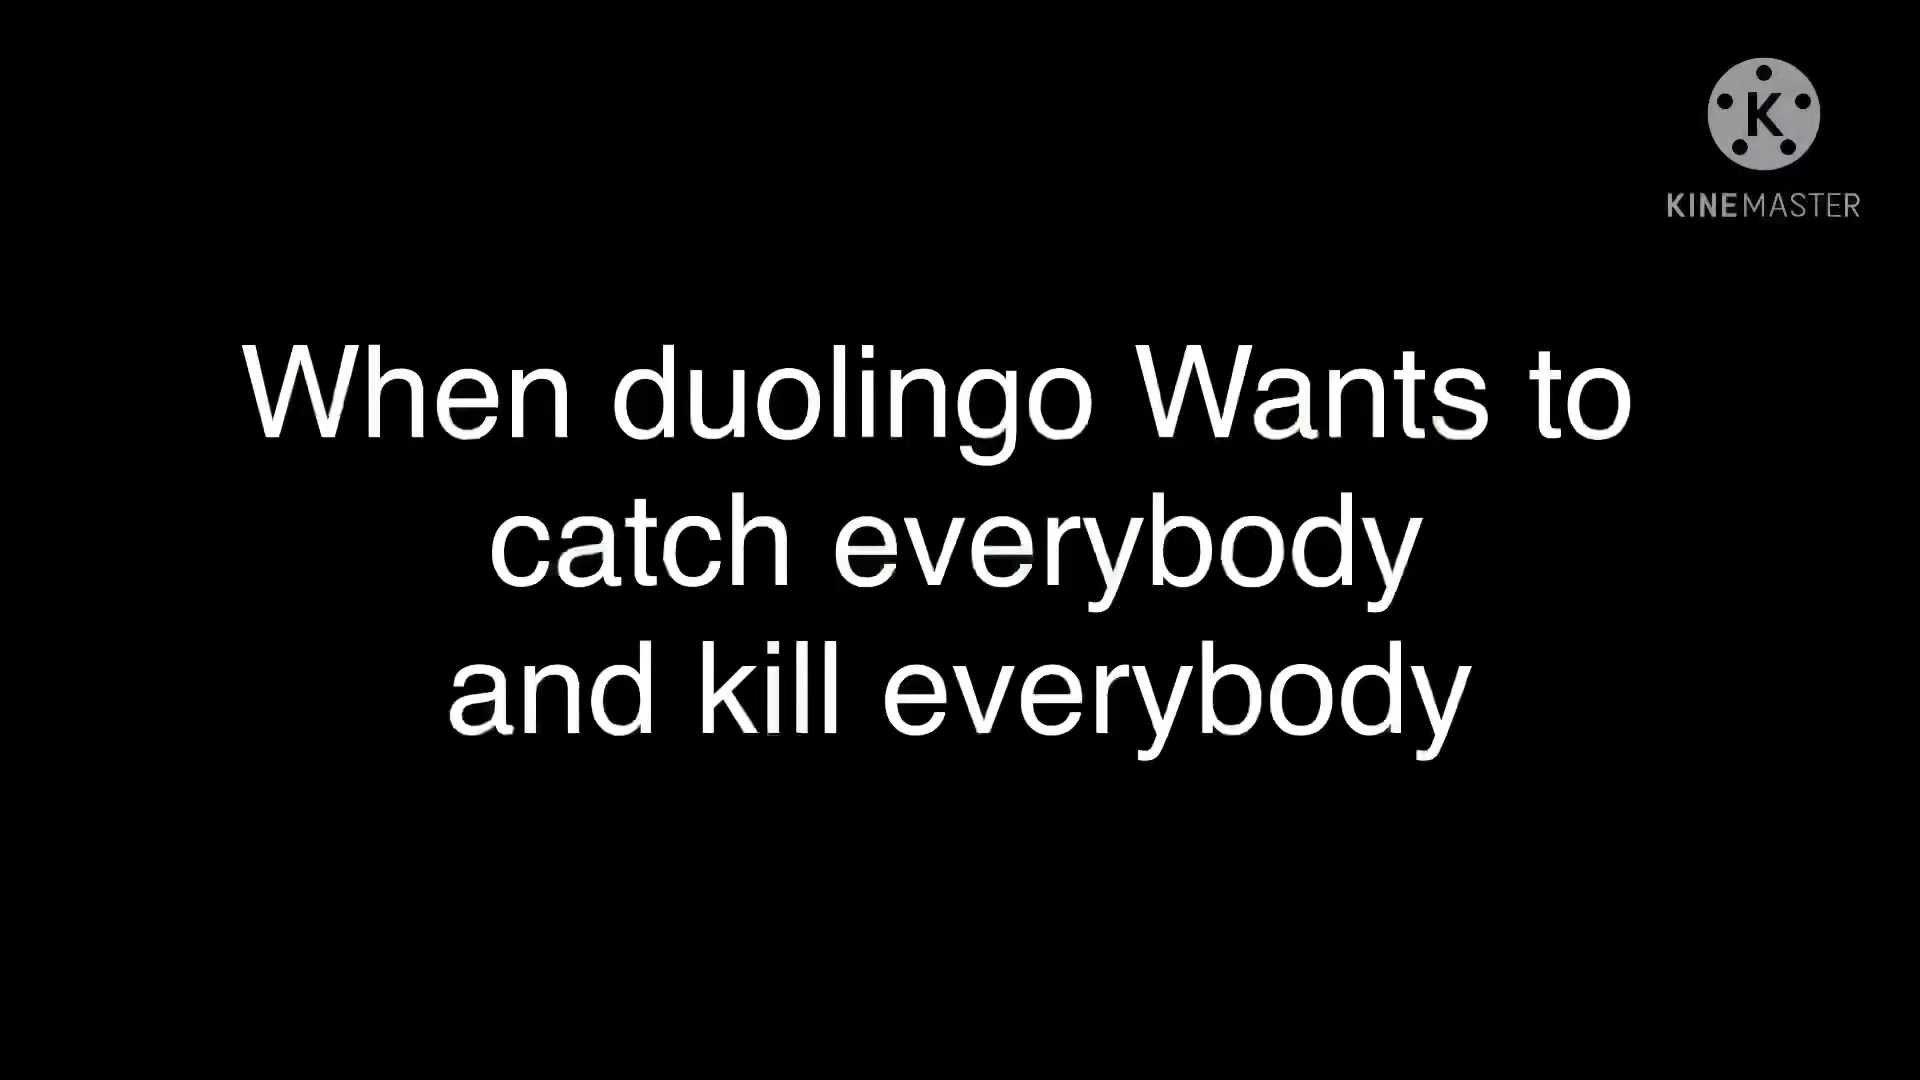 K
KINEMASTER
When duolingo Wants to
catch everybody
and kill everybody